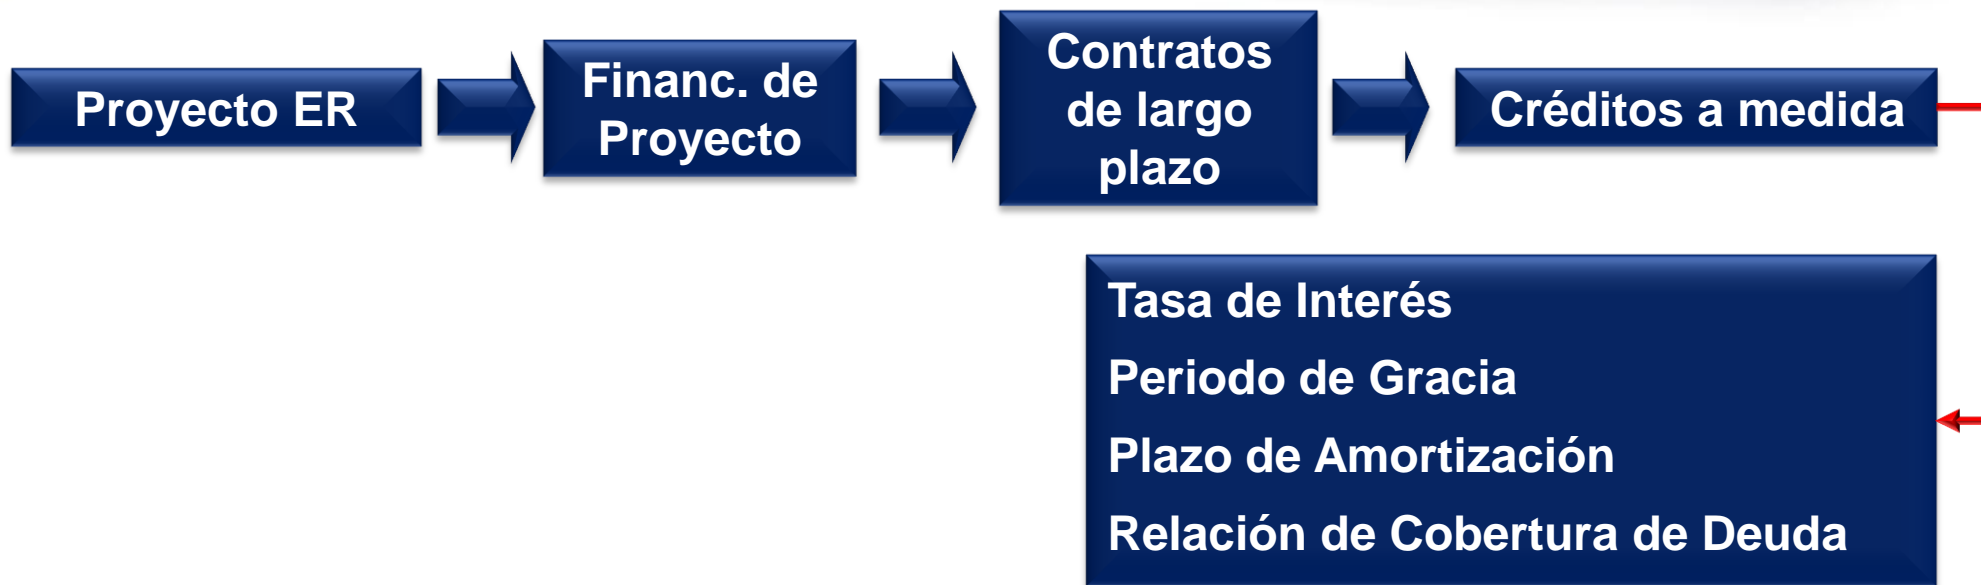 Proyecto ER
Financ. de
Proyecto
Contratos
de largo
plazo
Créditos a medida
Tasa de Interés
Periodo de Gracia
Plazo de Amortización
Relación de Cobertura de Deuda